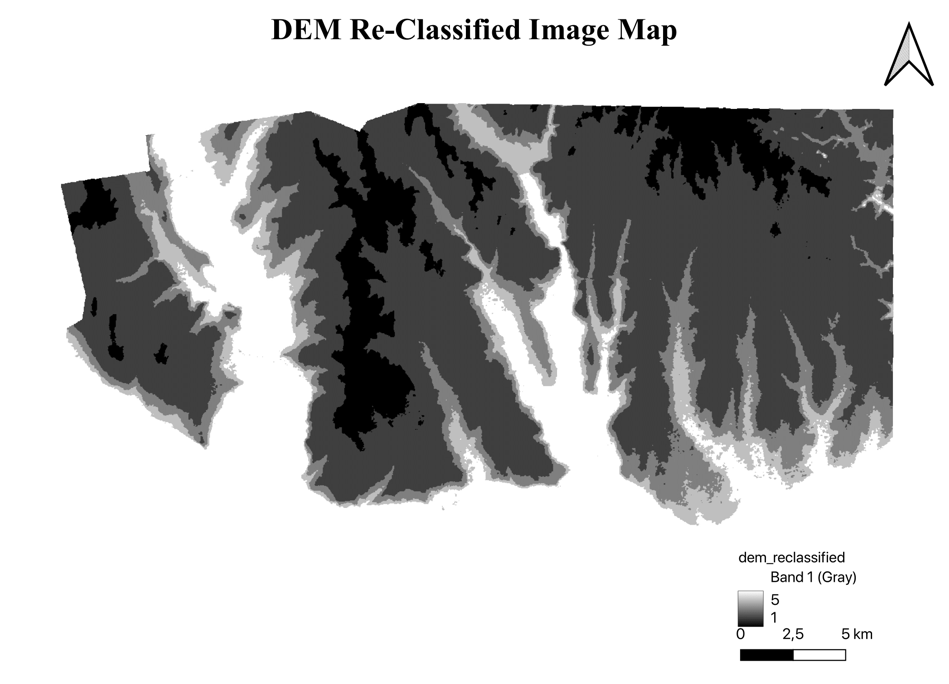 DEM Re-Classified Image Map
dem_reclassified
Band 1 (Gray)
5
1
0 2,5 5 km